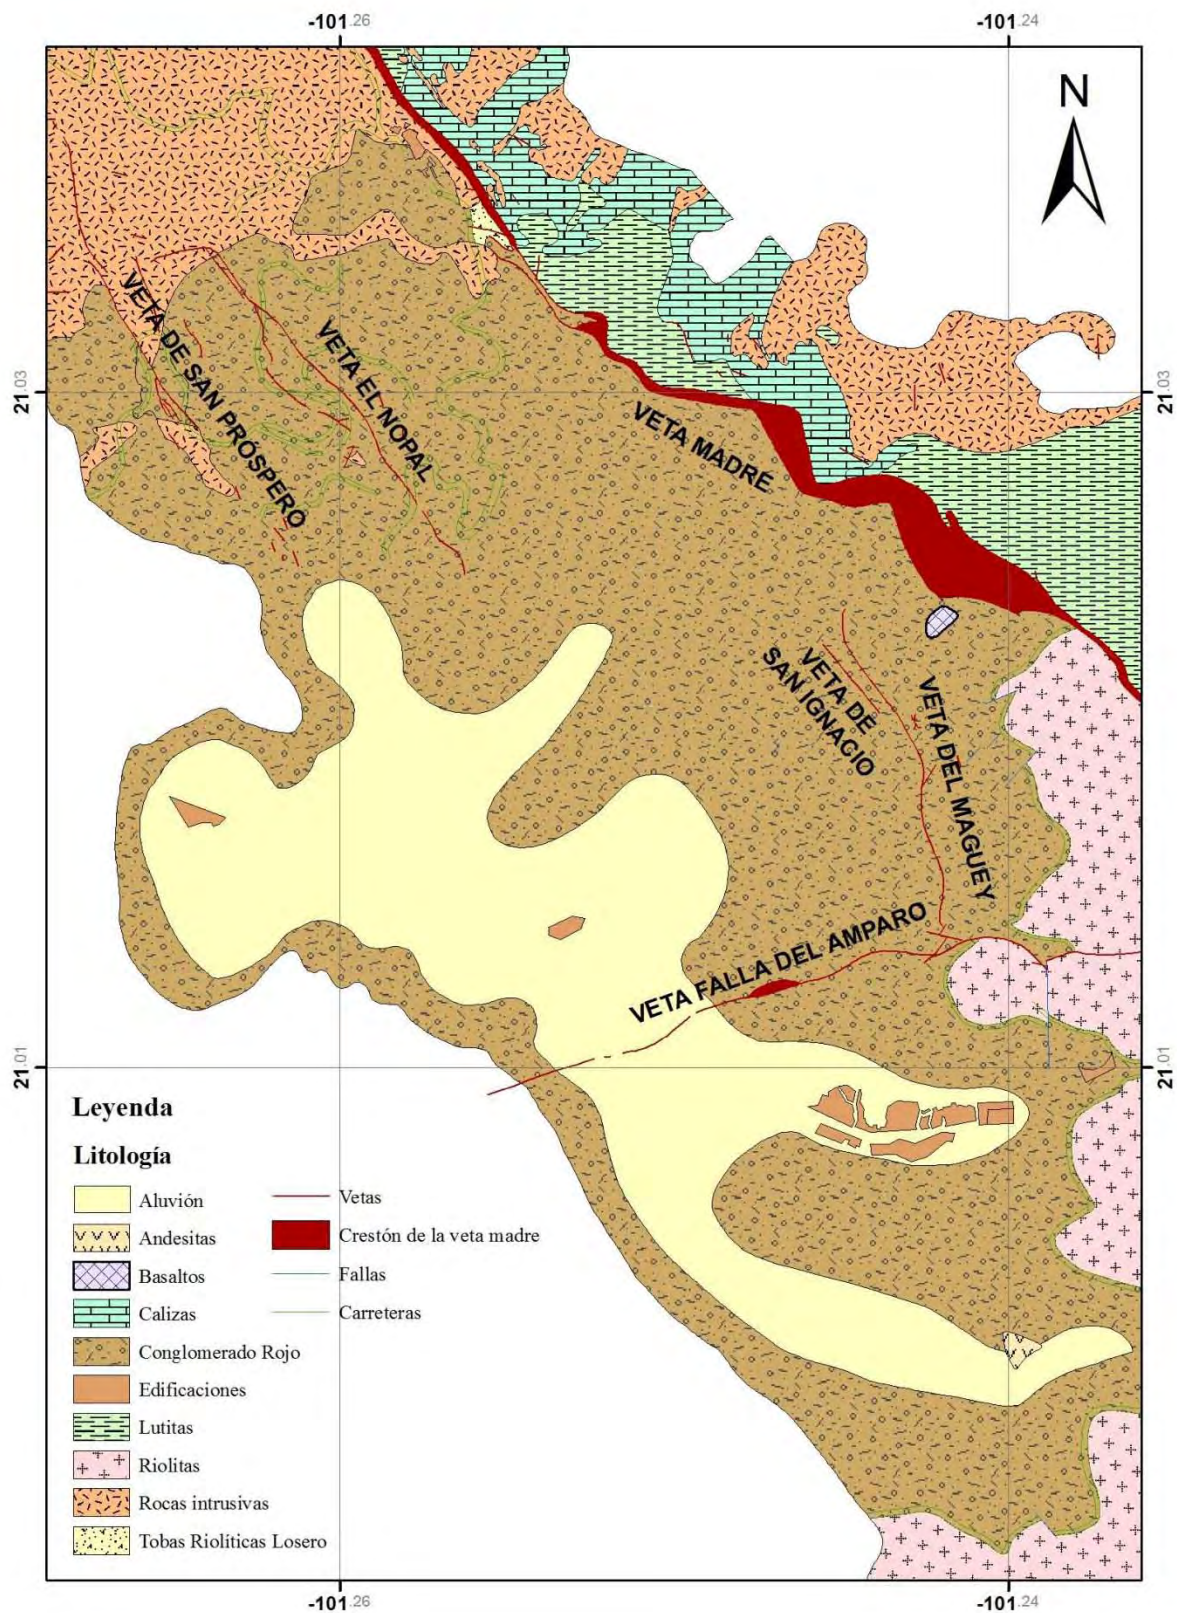 -101.26
-101.24
N
21.03
21.03
VETA DE SAN PRÓSPERO
VETA EL NOPAL
VETA MADRE
VETA DE
SAN IGNACIO
VETA DEL MAGUEY
VETA FALLA DEL AMPARO
21.01
21.01
Leyenda
Litología
Aluvión
Andesitas
Basaltos
Calizas
Conglomerado Rojo
Edificaciones
Lutitas
Riolitas
Rocas intrusivas
Tobas Riolíticas Losero
Vetas
Crestón de la veta madre
Fallas
Carreteras
-101.26
-101.24